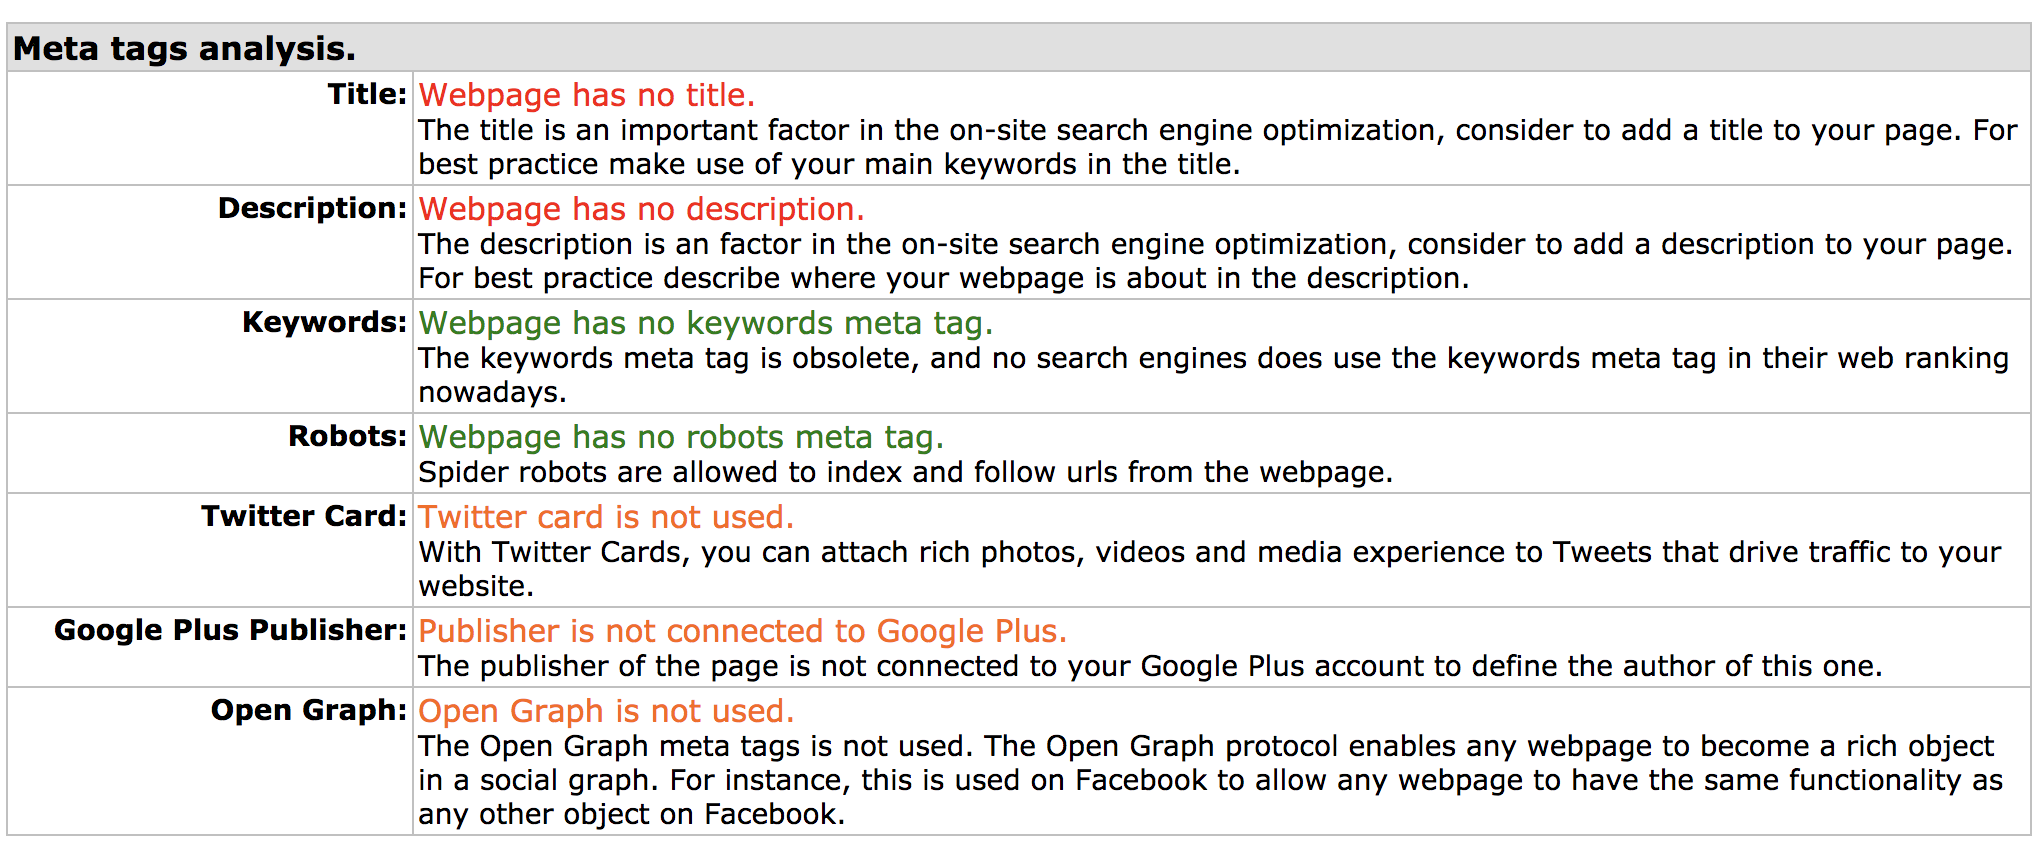 Meta tags analysis.
Title: Webpage has no title.
The title is an important factor in the on-site search engine optimization, consider to add a title to your page. For
best practice make use of your main keywords in the title.
Description: Webpage has no description.
The description is an factor in the on-site search engine optimization, consider to add a description to your page.
For best practice describe where your webpage is about in the description.
Keywords: Webpage has no keywords meta tag.
The keywords meta tag is obsolete, and no search engines does use the keywords meta tag in their web ranking
nowadays.
Robots: Webpage has no robots meta tag.
Spider robots are allowed to index and follow urls from the webpage.
Twitter Card: Twitter card is not used.
With Twitter Cards, you can attach rich photos, videos and media experience to Tweets that drive traffic to your
website.
Google Plus Publisher: Publisher is not connected to Google Plus.
The publisher of the page is not connected to your Google Plus account to define the author of this one.
Open Graph: Open Graph is not used.
The Open Graph meta tags is not used. The Open Graph protocol enables any webpage to become a rich object
in a social graph. For instance, this is used on Facebook to allow any webpage to have the same functionality as
any other object on Facebook.